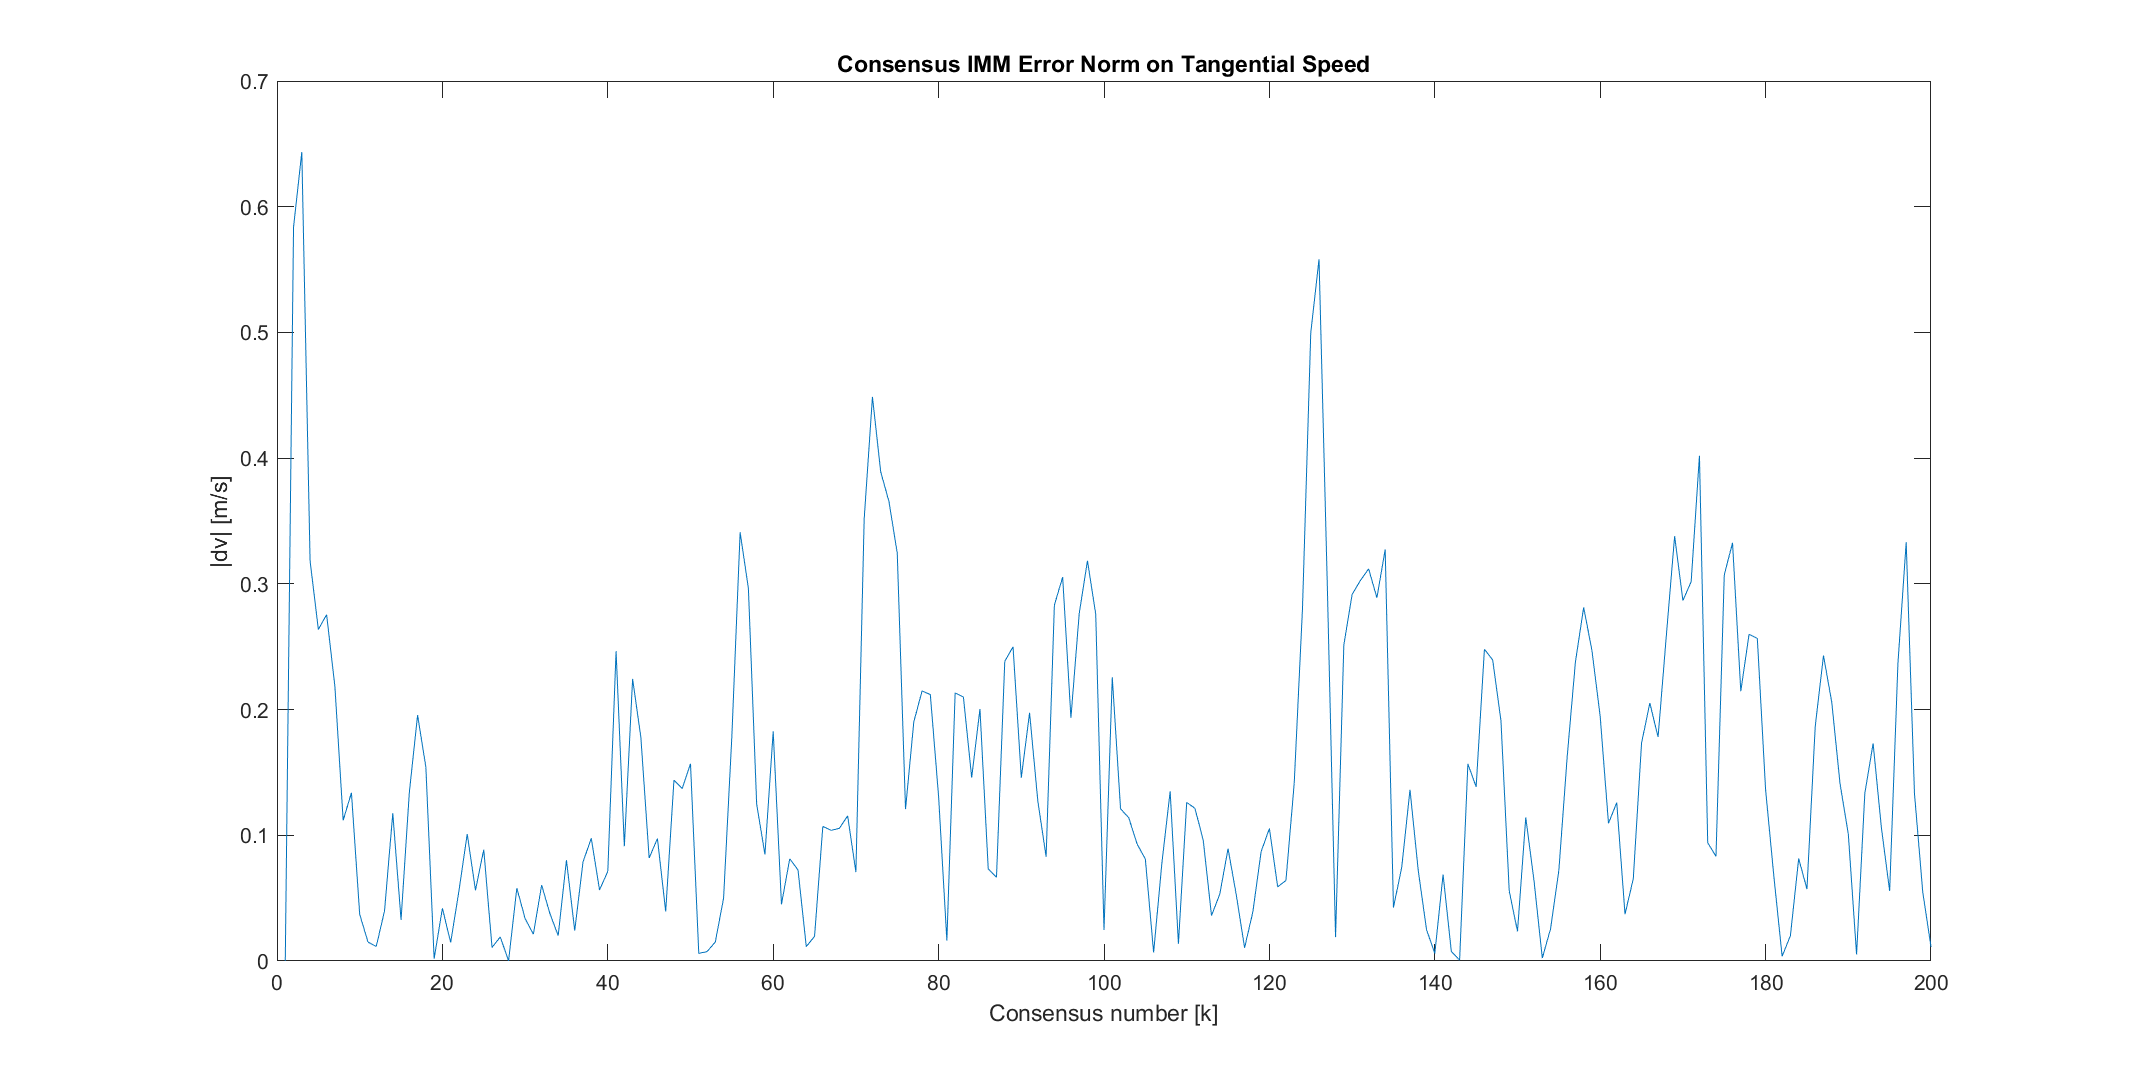 Consensus IMM Error Norm on Tangential Speed
0.7
0.6
0.5
0.4
0.3
0.2
0.1
0
|dv| [m/s]
0 20 40 60 80 100 120 140 160 180 200
Consensus number [k]